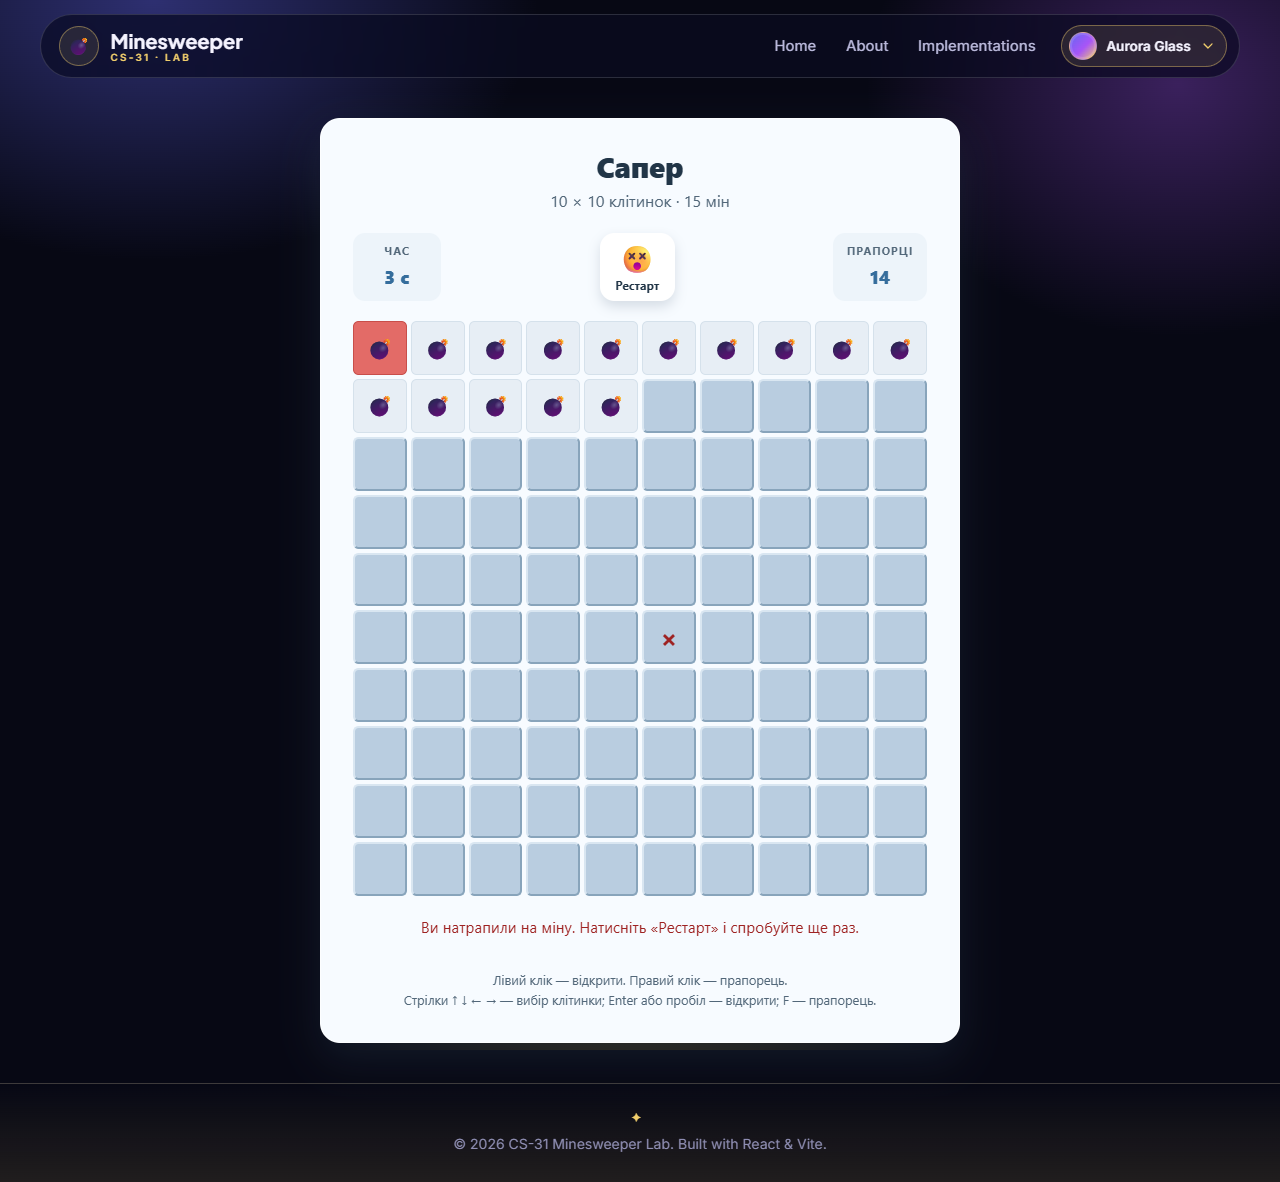 Minesweeper
CS-31 · LAB
Home
About
Implementations
Aurora Glass
Сапер
10 × 10 клітинок · 15 мін
ЧАС
3 с
Рестарт
ПРАПОРЦІ
14
Ви натрапили на міну. Натисніть «Рестарт» і спробуйте ще раз.
Лівий клік — відкрити. Правий клік — прапорець.
Стрілки ↑ ↓ ← → — вибір клітинки; Enter або пробіл — відкрити; F — прапорець.
© 2026 CS-31 Minesweeper Lab. Built with React & Vite.